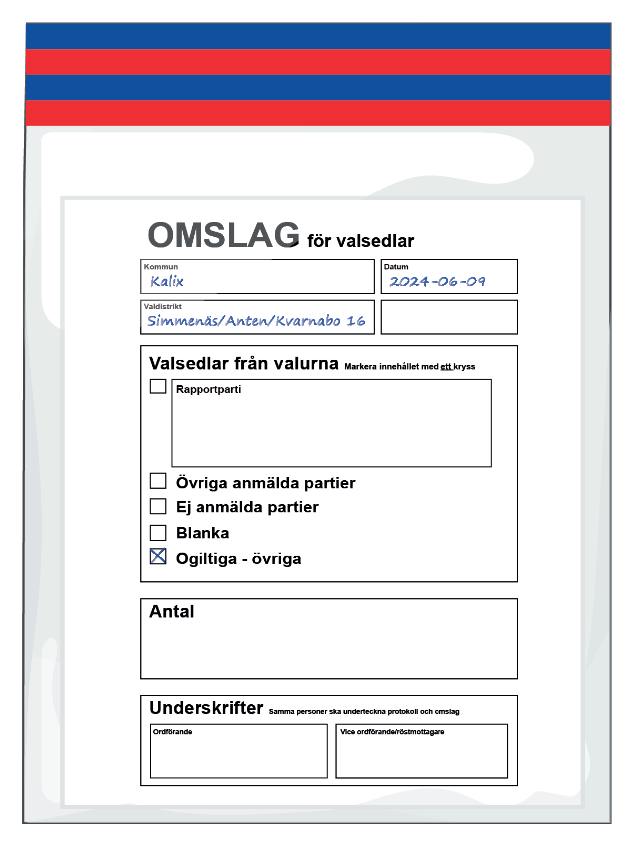 OMSLAG för valsedlar
Kommun
Kalix
Datum
2024-06-09
Valdistrikt
Simmenäs/Anten/Kvarnabo 16
Valsedlar från valurna Markera innehållet med ett kryss
Rapportparti
Övriga anmälda partier
Ej anmälda partier
Blanka
Ogiltiga - övriga
Antal
Underskrifter Samma personer ska underteckna protokoll och omslag
Ordförande
Vice ordförande/röstmottagare